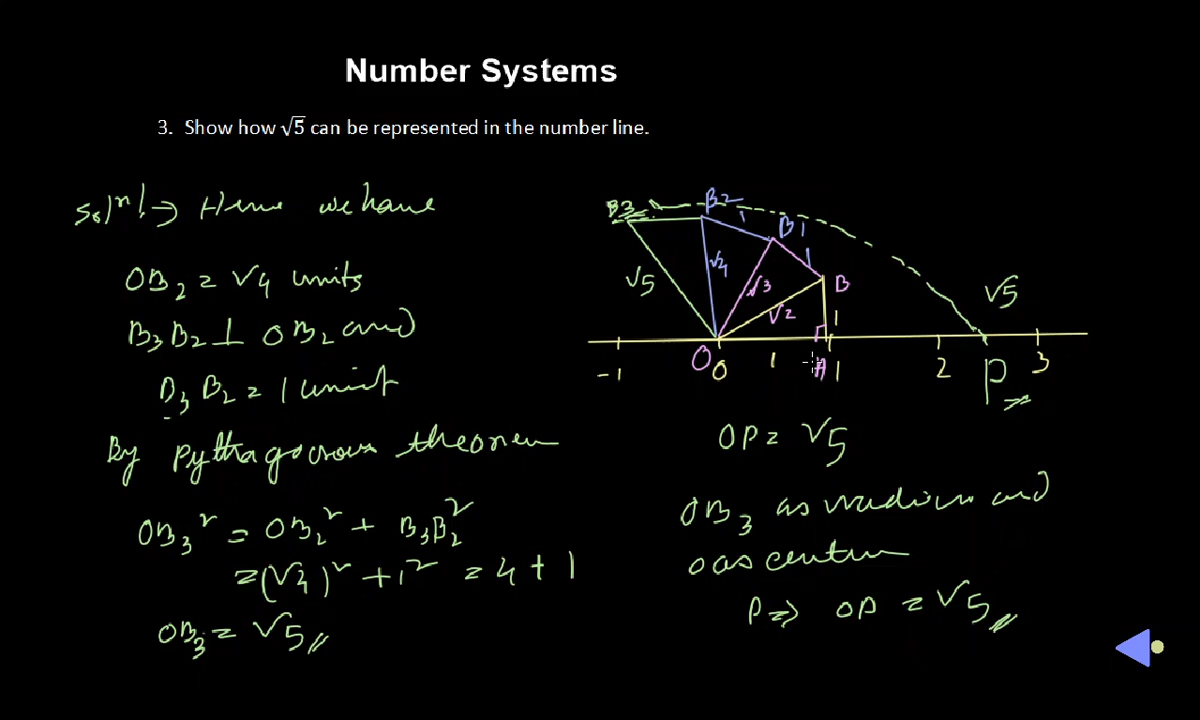 Number Systems
3. Show how √5 can be represented in the number line.
Solⁿ!→ Here we have
OB₂ = √4 units
B₃B₂ ⊥ OB₂ and
B₃B₂ = 1 unit
By Pythagorous theorem
OB₃² = OB₂² + B₃B₂²
=(√4)² + 1² = 4 + 1
OB₃ = √5
B3 B2 1 B1
√5 √4 √3 1 B
√2 1 √5
-1 O 0 1 A 1 2 P 3
OP = √5
OB₃ as radius and
O as centre
P ⇒ OP = √5